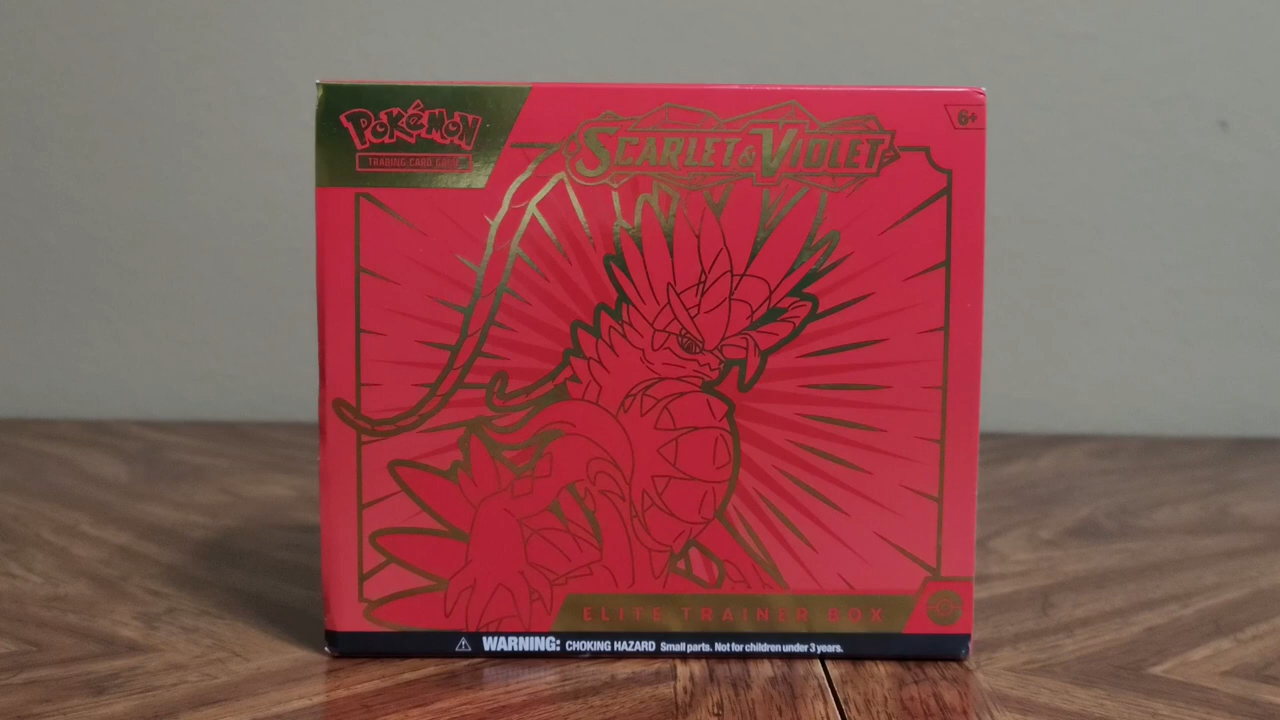 POKéMON
TRADING CARD GAME
SCARLET & VIOLET
6+
ELITE TRAINER BOX
WARNING: CHOKING HAZARD Small parts. Not for children under 3 years.